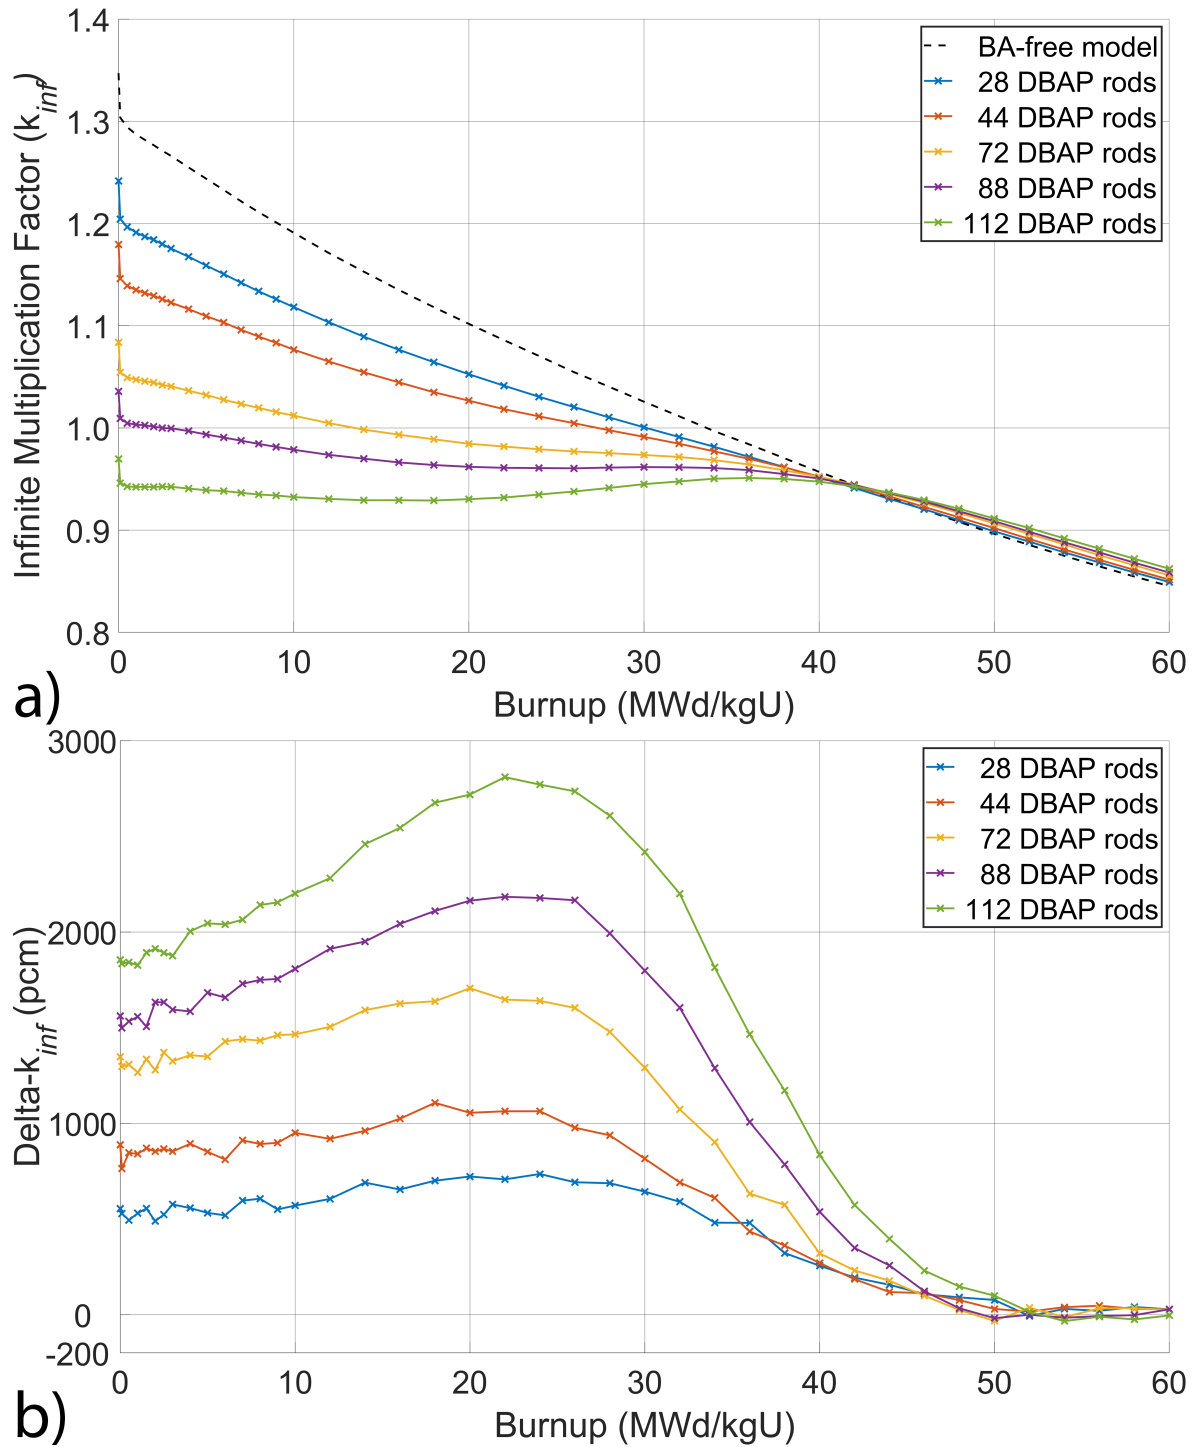 1.4
1.3
1.2
1.1
1.0
0.9
0.8
Infinite Multiplication Factor (kinf)
BA-free model
28 DBAP rods
44 DBAP rods
72 DBAP rods
88 DBAP rods
112 DBAP rods
0 10 20 30 40 50 60
Burnup (MWd/kgU)
a)
3000
2000
1000
0
-200
Delta-kinf (pcm)
28 DBAP rods
44 DBAP rods
72 DBAP rods
88 DBAP rods
112 DBAP rods
0 10 20 30 40 50 60
Burnup (MWd/kgU)
b)